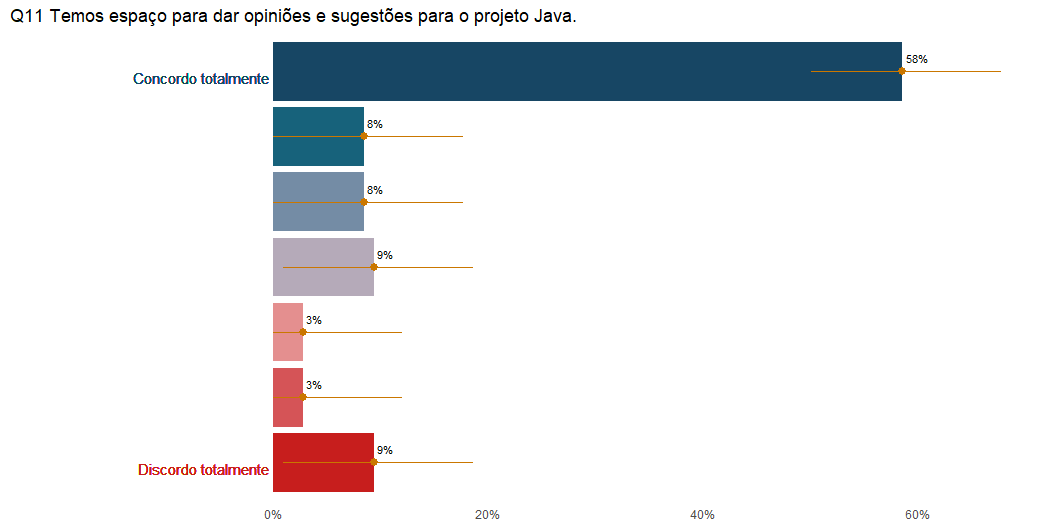 Q11 Temos espaço para dar opiniões e sugestões para o projeto Java.
58%
Concordo totalmente
8%
8%
9%
3%
3%
9%
Discordo totalmente
0% 20% 40% 60%